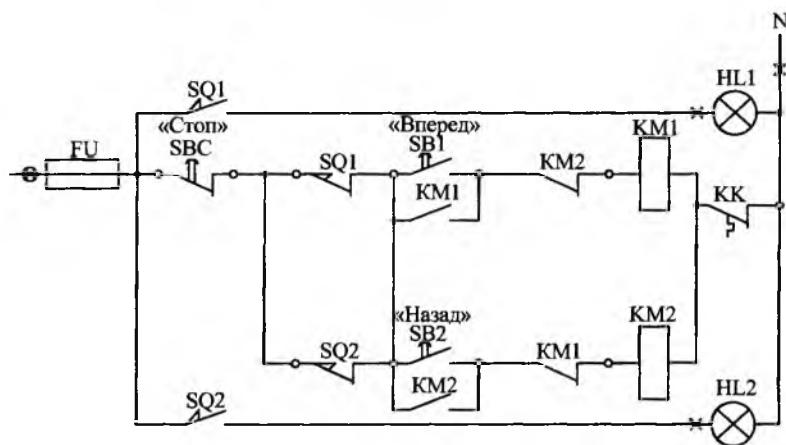 N
SQ1
HL1
«Стоп»
«Вперед»
FU
SBC
SQ1
SB1
KM2
KM1
KM1
KK
«Назад»
KM2
SQ2
SB2
KM1
SQ2
KM2
HL2